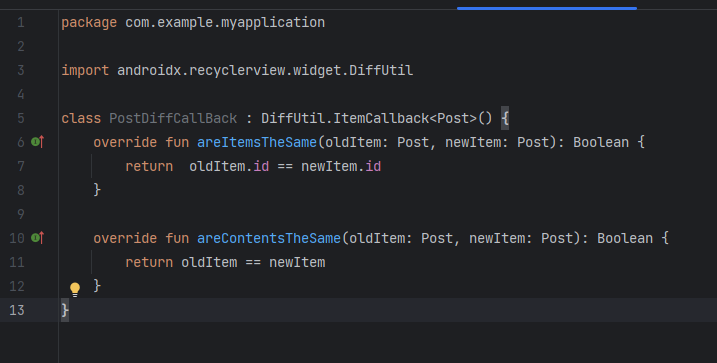 1 package com.example.myapplication
2
3 import androidx.recyclerview.widget.DiffUtil
4
5 class PostDiffCallBack : DiffUtil.ItemCallback<Post>() {
6     override fun areItemsTheSame(oldItem: Post, newItem: Post): Boolean {
7         return  oldItem.id == newItem.id
8     }
9
10     override fun areContentsTheSame(oldItem: Post, newItem: Post): Boolean {
11         return oldItem == newItem
12     }
13 }